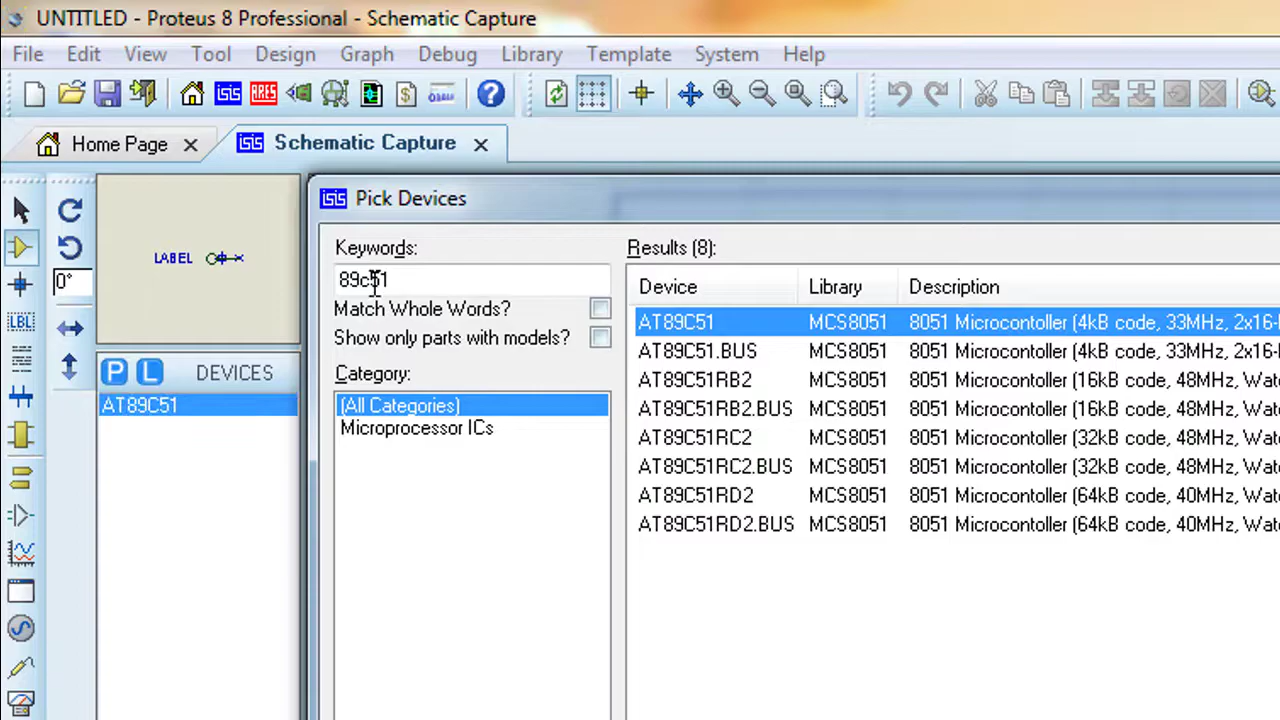 UNTITLED - Proteus 8 Professional - Schematic Capture
File Edit View Tool Design Graph Debug Library Template System Help
isis ARES $ ?
Home Page isis Schematic Capture
isis Pick Devices
Keywords: Results (8):
89c51
Device Library Description
Match Whole Words?
Show only parts with models?
Category:
(All Categories)
Microprocessor ICs
AT89C51 MCS8051 8051 Microcontoller (4kB code, 33MHz, 2x16-
AT89C51.BUS MCS8051 8051 Microcontoller (4kB code, 33MHz, 2x16-
AT89C51RB2 MCS8051 8051 Microcontoller (16kB code, 48MHz, Wat
AT89C51RB2.BUS MCS8051 8051 Microcontoller (16kB code, 48MHz, Wat
AT89C51RC2 MCS8051 8051 Microcontoller (32kB code, 48MHz, Wat
AT89C51RC2.BUS MCS8051 8051 Microcontoller (32kB code, 48MHz, Wat
AT89C51RD2 MCS8051 8051 Microcontoller (64kB code, 40MHz, Wat
AT89C51RD2.BUS MCS8051 8051 Microcontoller (64kB code, 40MHz, Wat
LABEL
0°
LBL
P L DEVICES
AT89C51